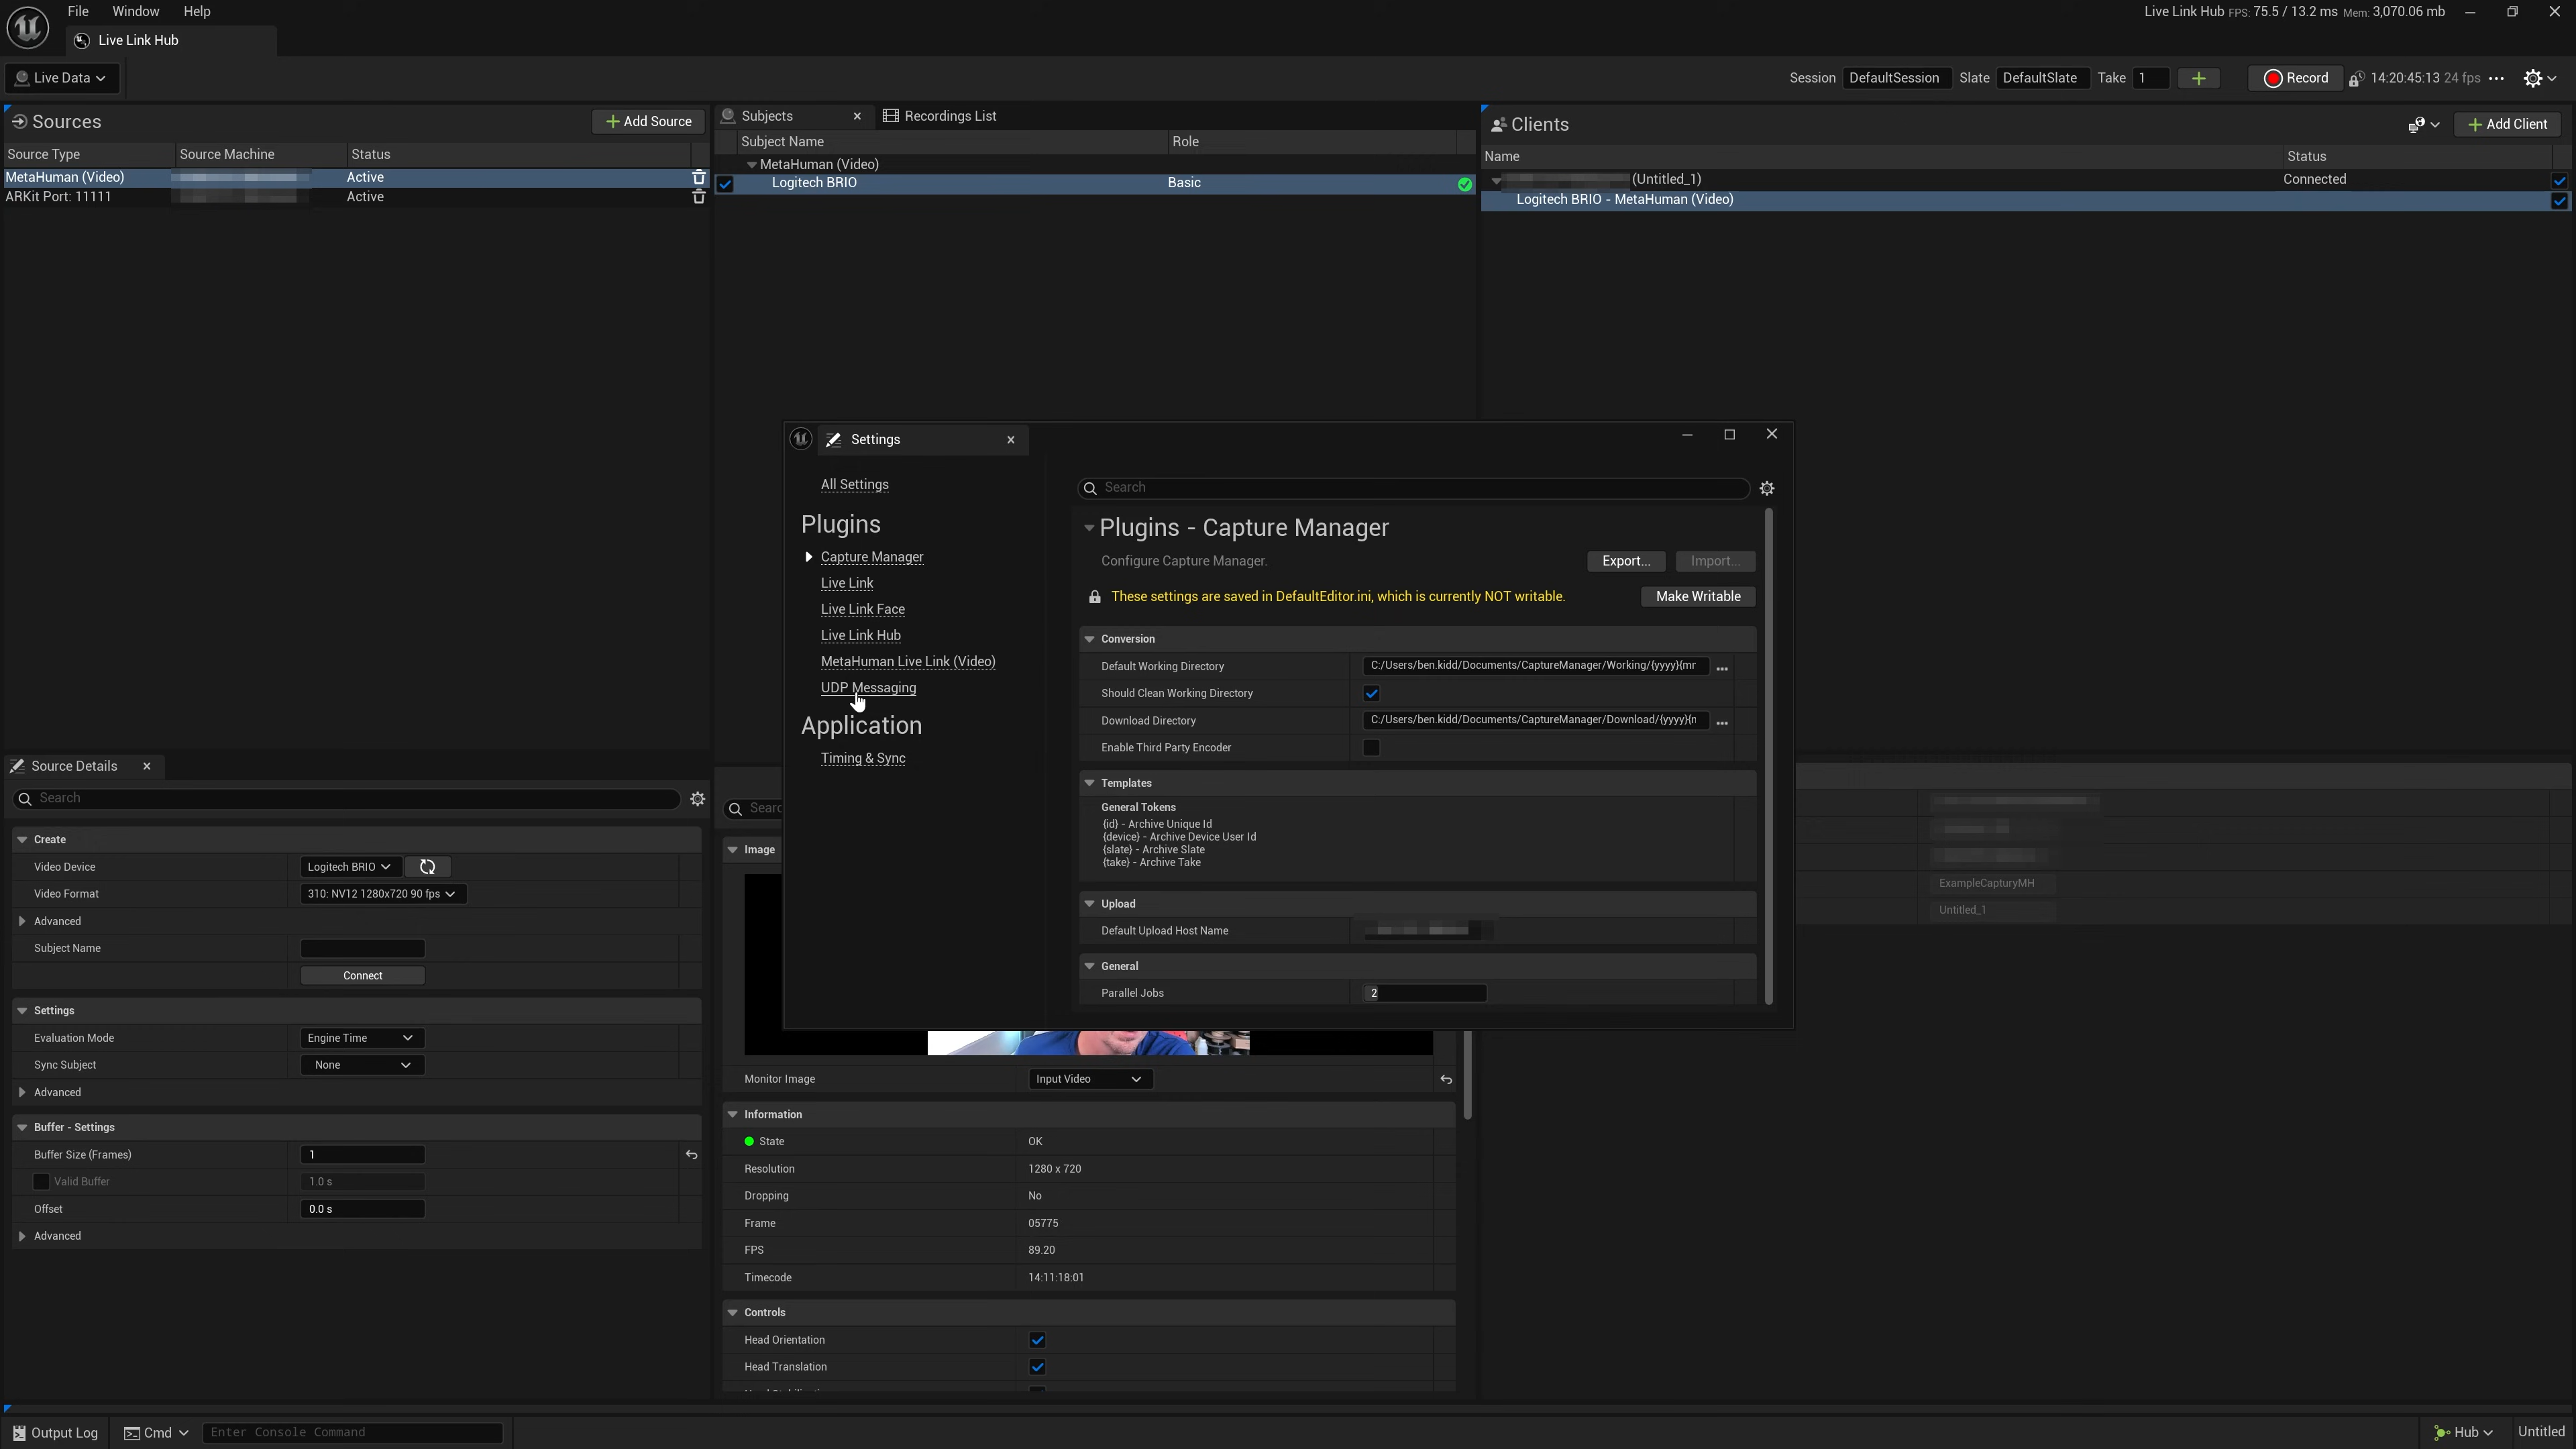 File Window Help
Live Link Hub FPS: 75.5 / 13.2 ms Mem: 3,070.06 mb
Live Link Hub
Live Data
Session DefaultSession Slate DefaultSlate Take 1 Record 14:20:45:13 24 fps
Sources
Add Source
Source Type Source Machine Status
MetaHuman (Video) Active
ARKit Port: 11111 Active
Subjects Recordings List
Subject Name Role
MetaHuman (Video)
Logitech BRIO Basic
Clients
Add Client
Name Status
(Untitled_1) Connected
Logitech BRIO - MetaHuman (Video)
Settings
All Settings
Plugins
Capture Manager
Live Link
Live Link Face
Live Link Hub
MetaHuman Live Link (Video)
UDP Messaging
Application
Timing & Sync
Search
Plugins - Capture Manager
Configure Capture Manager.
Export... Import...
These settings are saved in DefaultEditor.ini, which is currently NOT writable.
Make Writable
Conversion
Default Working Directory C:/Users/ben.kidd/Documents/CaptureManager/Working/{yyyy}{mr
Should Clean Working Directory
Download Directory C:/Users/ben.kidd/Documents/CaptureManager/Download/{yyyy}{n
Enable Third Party Encoder
Templates
General Tokens
{id} - Archive Unique Id
{device} - Archive Device User Id
{slate} - Archive Slate
{take} - Archive Take
Upload
Default Upload Host Name
General
Parallel Jobs 2
Source Details
Search
Create
Video Device Logitech BRIO
Video Format 310: NV12 1280x720 90 fps
Advanced
Subject Name
Connect
Settings
Evaluation Mode Engine Time
Sync Subject None
Advanced
Buffer - Settings
Buffer Size (Frames) 1
Valid Buffer 1.0 s
Offset 0.0 s
Advanced
Searc
Image
Monitor Image Input Video
Information
State OK
Resolution 1280 x 720
Dropping No
Frame 05775
FPS 89.20
Timecode 14:11:18:01
Controls
Head Orientation
Head Translation
ExampleCapturyMH
Untitled_1
Output Log Cmd Enter Console Command
Hub Untitled